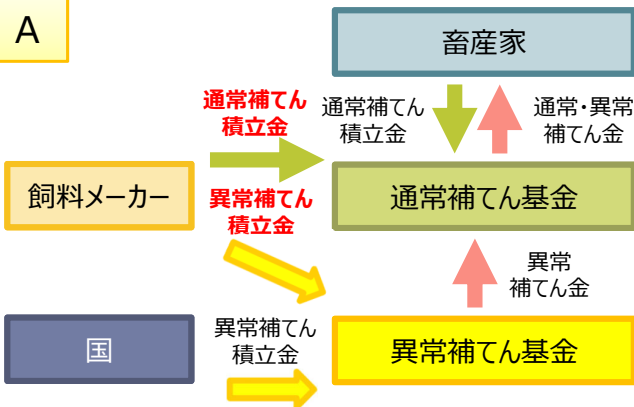 A
畜産家
通常補てん
積立金
通常補てん
積立金
通常・異常
補てん金
飼料メーカー
異常補てん
積立金
通常補てん基金
異常
補てん金
国
異常補てん
積立金
異常補てん基金